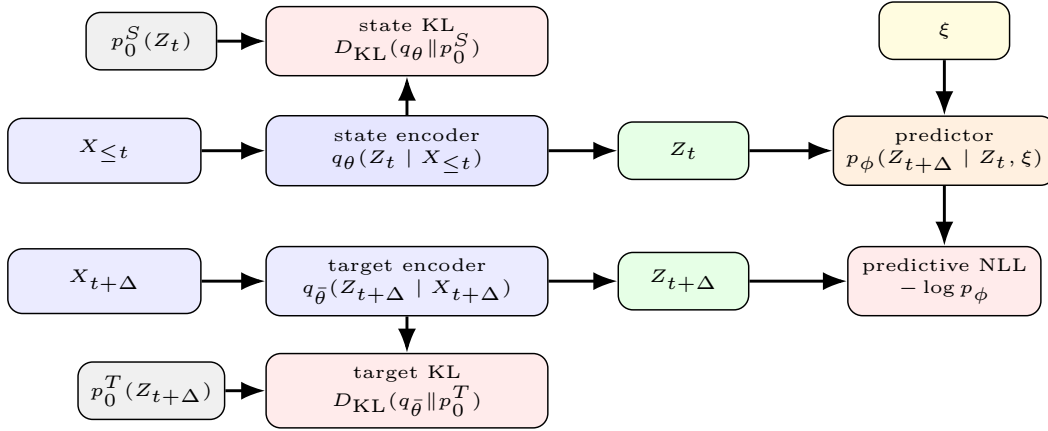 p_0^S(Z_t)
state KL
D_KL(q_θ‖p_0^S)
ξ
X_≤t
state encoder
q_θ(Z_t | X_≤t)
Z_t
predictor
p_ϕ(Z_{t+Δ} | Z_t, ξ)
X_{t+Δ}
target encoder
q_θ̄(Z_{t+Δ} | X_{t+Δ})
Z_{t+Δ}
predictive NLL
− log p_ϕ
p_0^T(Z_{t+Δ})
target KL
D_KL(q_θ̄‖p_0^T)